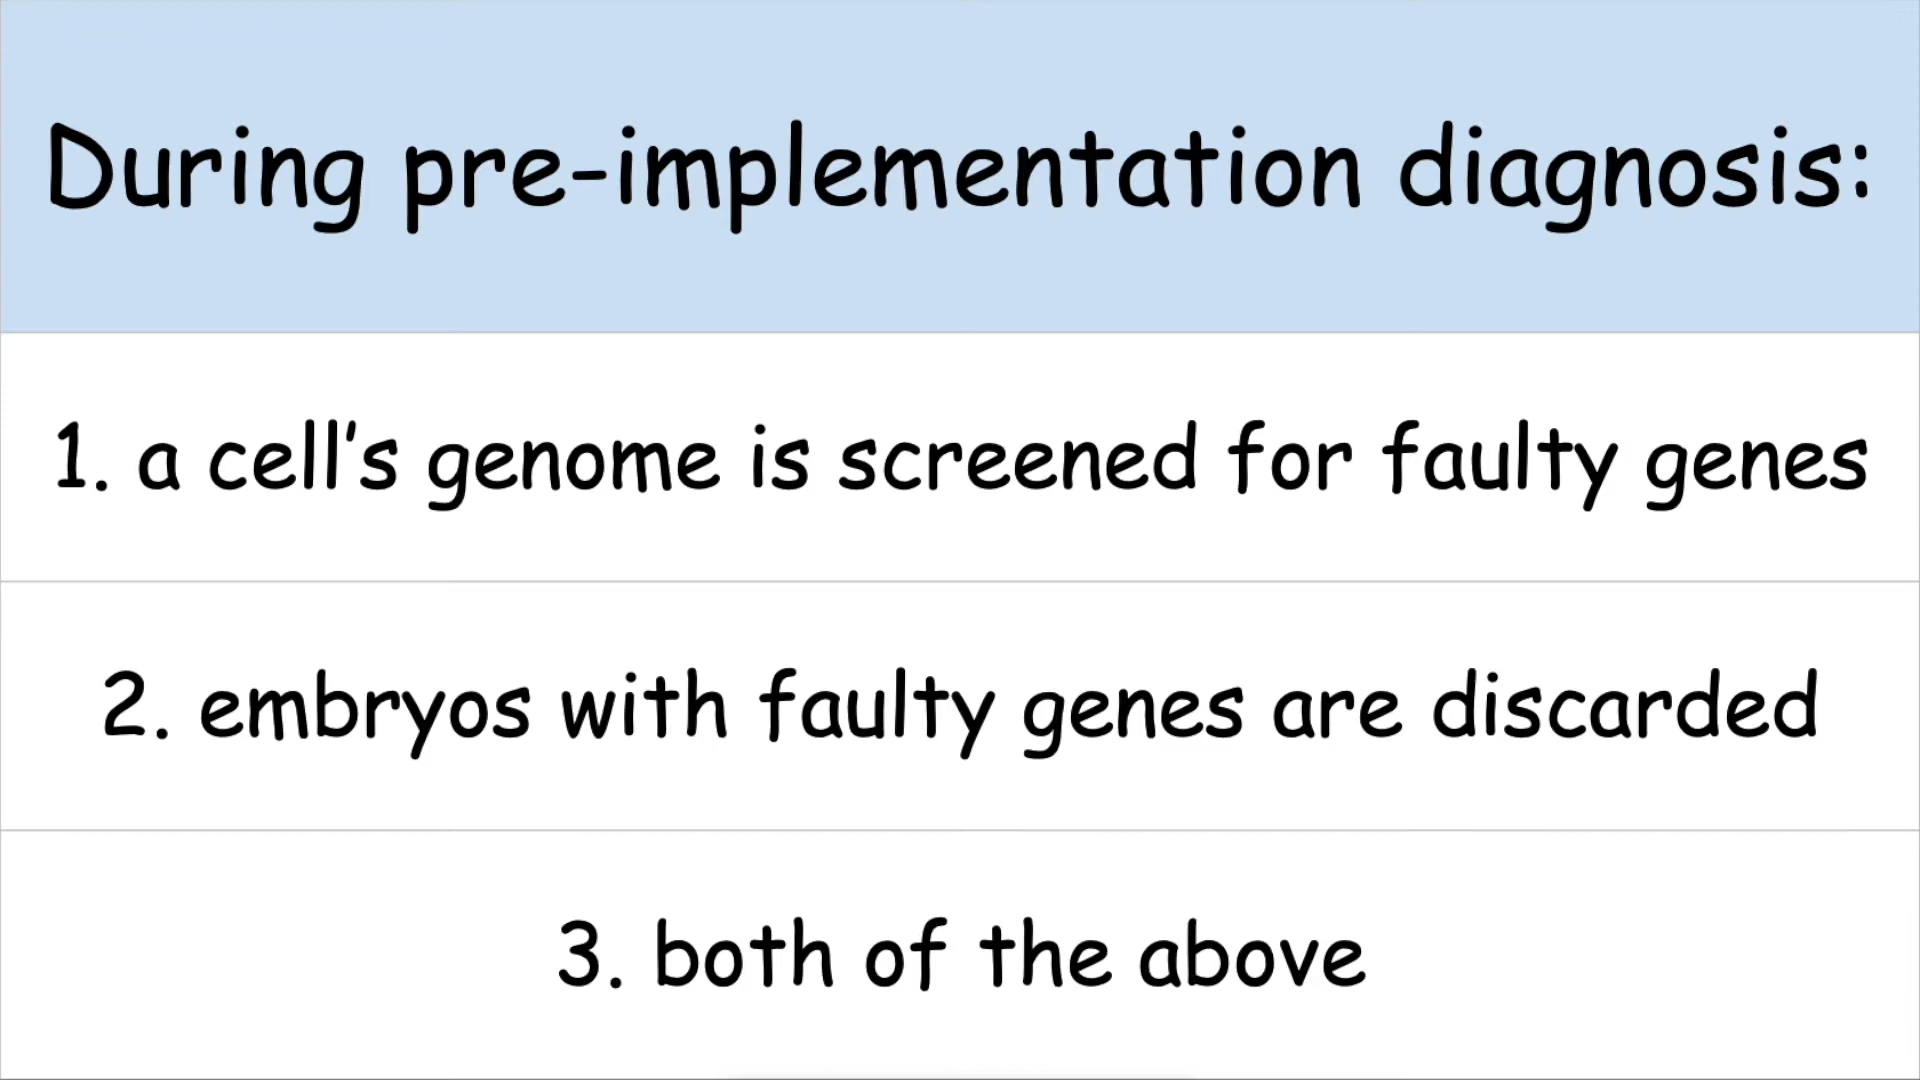 During pre-implementation diagnosis:
1. a cell's genome is screened for faulty genes
2. embryos with faulty genes are discarded
3. both of the above